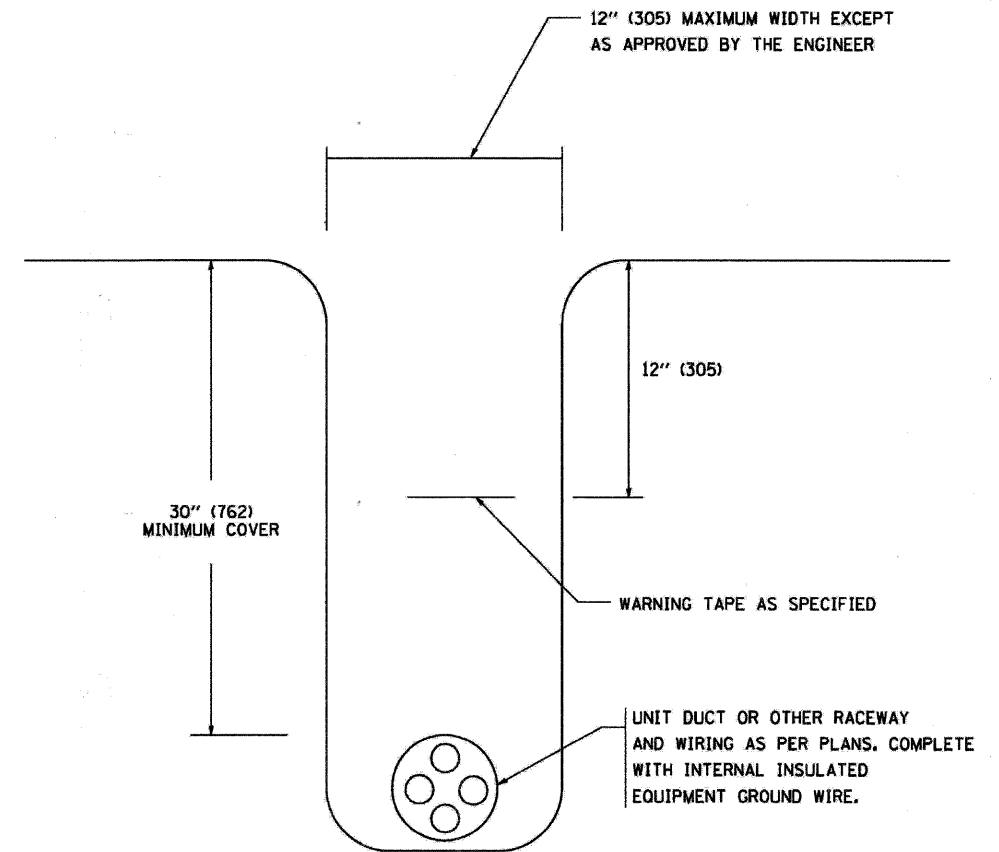 12" (305) MAXIMUM WIDTH EXCEPT
AS APPROVED BY THE ENGINEER
12" (305)
30" (762)
MINIMUM COVER
WARNING TAPE AS SPECIFIED
UNIT DUCT OR OTHER RACEWAY
AND WIRING AS PER PLANS. COMPLETE
WITH INTERNAL INSULATED
EQUIPMENT GROUND WIRE.